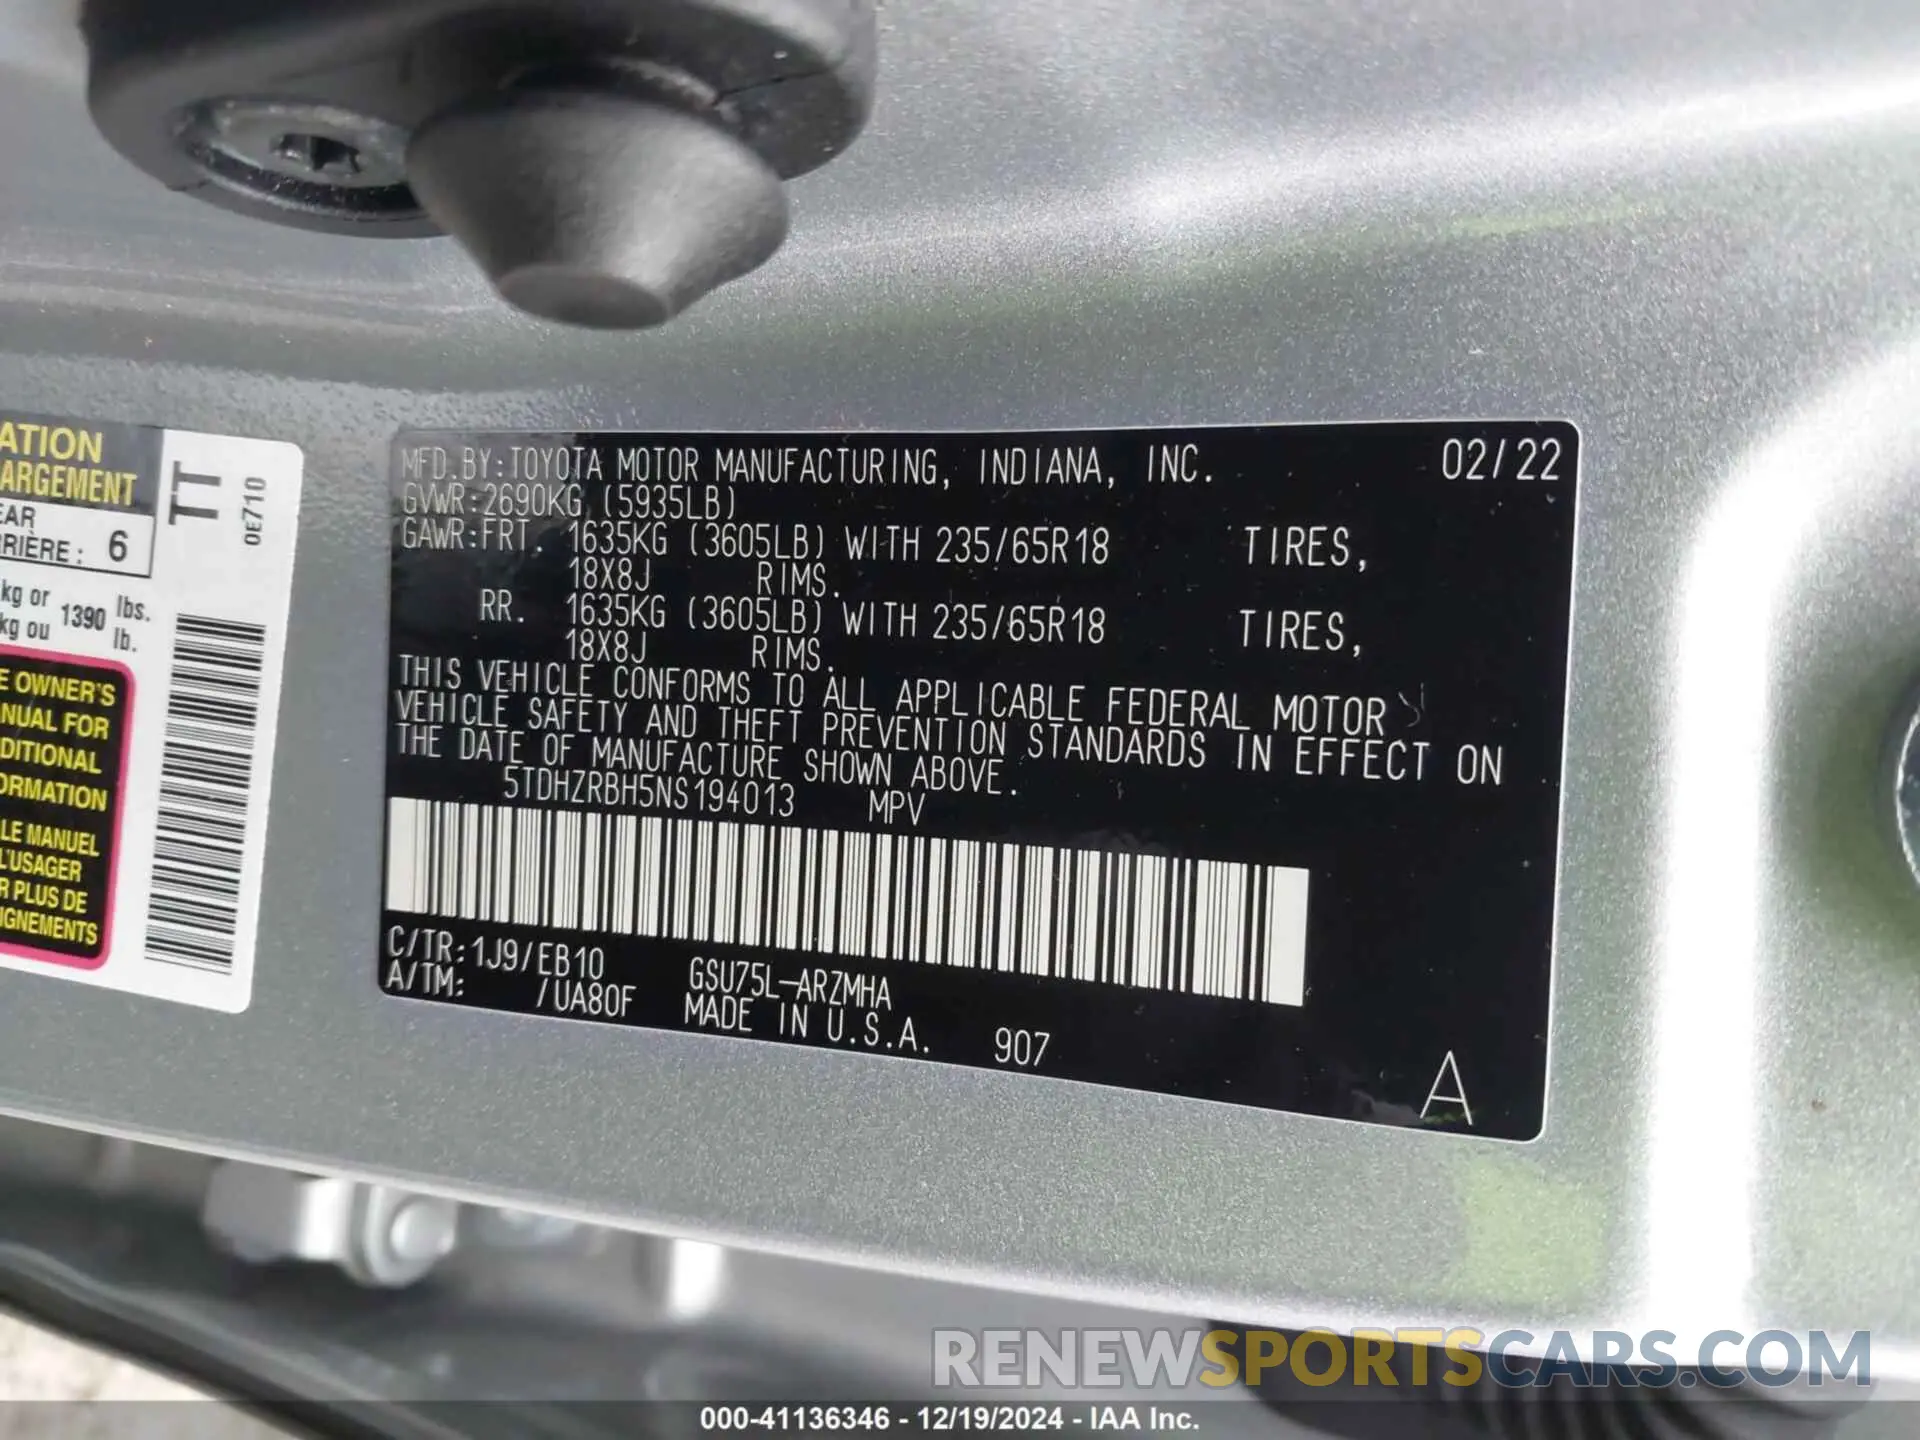 ATION
ARGEMENT
EAR
RIÈRE : 6
kg or 1390 lbs.
kg ou lb.
TT
0E710
E OWNER'S
NUAL FOR
DITIONAL
ORMATION
LE MANUEL
L'USAGER
R PLUS DE
IGNEMENTS
MFD.BY:TOYOTA MOTOR MANUFACTURING, INDIANA, INC. 02/22
GVWR:2690KG (5935LB)
GAWR:FRT. 1635KG (3605LB) WITH 235/65R18 TIRES,
18X8J RIMS.
RR. 1635KG (3605LB) WITH 235/65R18 TIRES,
18X8J RIMS.
THIS VEHICLE CONFORMS TO ALL APPLICABLE FEDERAL MOTOR
VEHICLE SAFETY AND THEFT PREVENTION STANDARDS IN EFFECT ON
THE DATE OF MANUFACTURE SHOWN ABOVE.
5TDHZRBH5NS194013 MPV
C/TR:1J9/EB10 GSU75L-ARZMHA
A/TM: /UA80F MADE IN U.S.A. 907
A
RENEWSPORTSCARS.COM
000-41136346 - 12/19/2024 - IAA Inc.